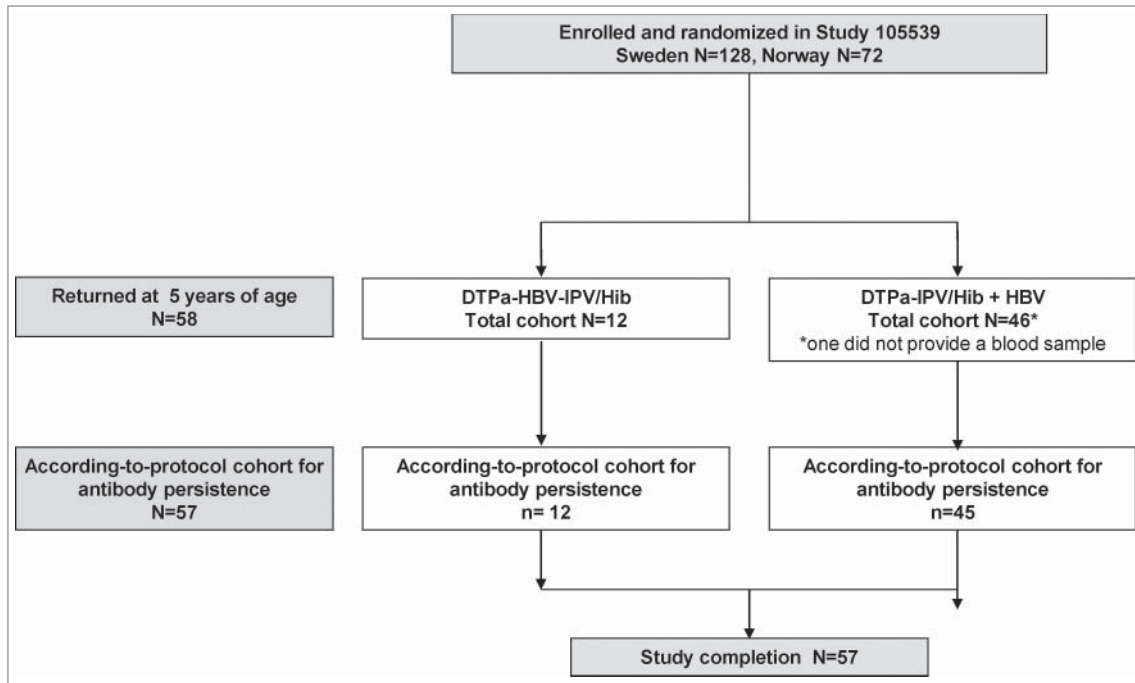 Enrolled and randomized in Study 105539
Sweden N=128, Norway N=72
Returned at 5 years of age
N=58
DTPa-HBV-IPV/Hib
Total cohort N=12
DTPa-IPV/Hib + HBV
Total cohort N=46*
*one did not provide a blood sample
According-to-protocol cohort for
antibody persistence
N=57
According-to-protocol cohort for
antibody persistence
n= 12
According-to-protocol cohort for
antibody persistence
n=45
Study completion N=57